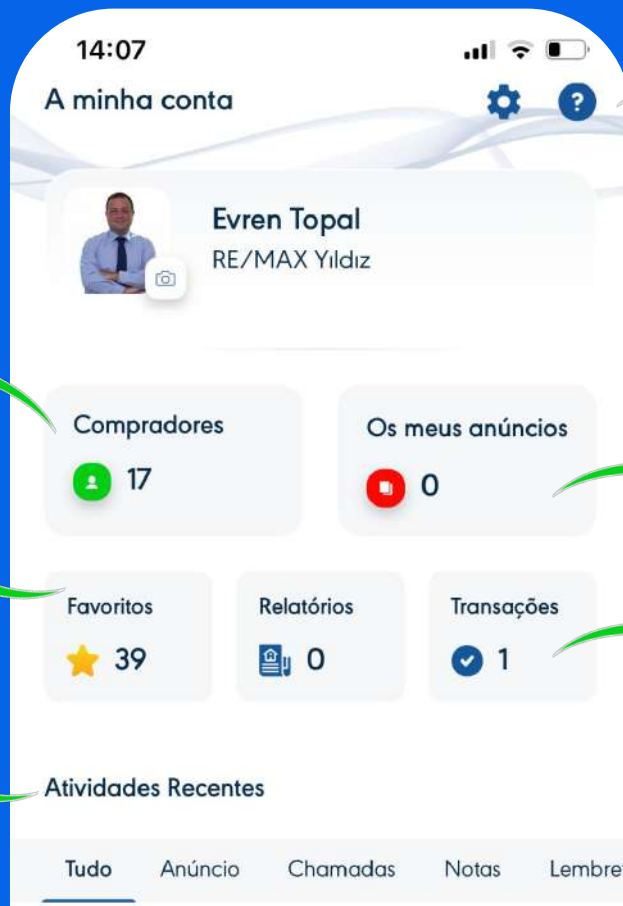 14:07
A minha conta
?
Evren Topal
RE/MAX Yıldız
Compradores
17
Os meus anúncios
0
Favoritos
39
Relatórios
0
Transações
1
Atividades Recentes
Tudo Anúncio Chamadas Notas Lembre